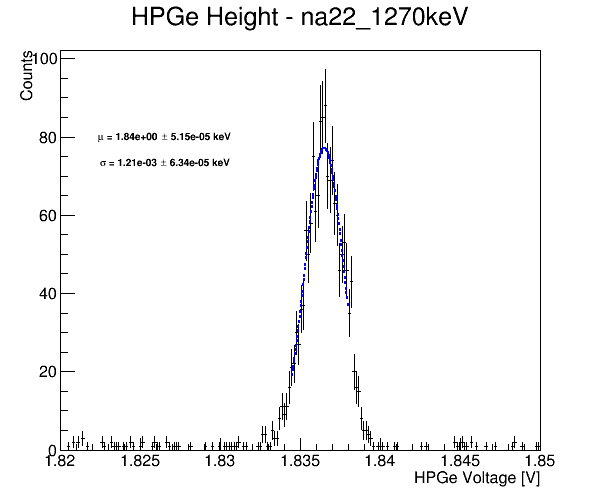 HPGe Height - na22_1270keV
Counts
100
80
60
40
20
0
μ = 1.84e+00 ± 5.15e-05 keV
σ = 1.21e-03 ± 6.34e-05 keV
1.82 1.825 1.83 1.835 1.84 1.845 1.85
HPGe Voltage [V]